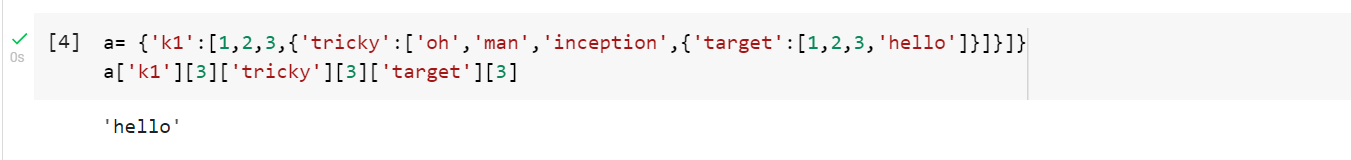 [4] a= {'k1':[1,2,3,{'tricky':['oh','man','inception',{'target':[1,2,3,'hello']}]}]}
0s
a['k1'][3]['tricky'][3]['target'][3]
'hello'